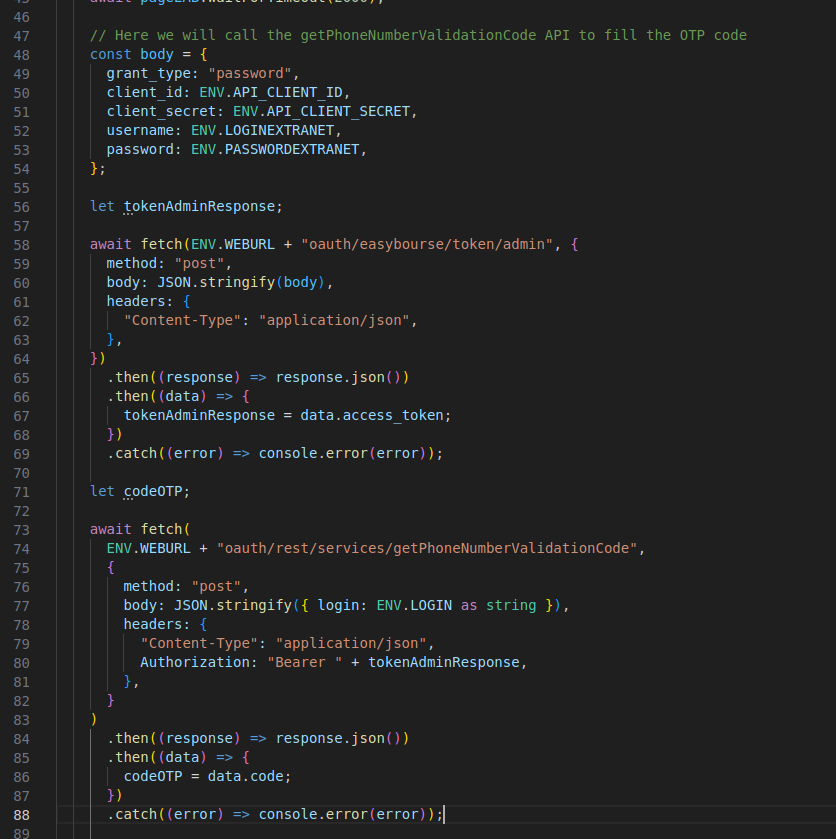 45 await pageEAB.waitForTimeout(2000);
46
47 // Here we will call the getPhoneNumberValidationCode API to fill the OTP code
48 const body = {
49 grant_type: "password",
50 client_id: ENV.API_CLIENT_ID,
51 client_secret: ENV.API_CLIENT_SECRET,
52 username: ENV.LOGINEXTRANET,
53 password: ENV.PASSWORDEXTRANET,
54 };
55
56 let tokenAdminResponse;
57
58 await fetch(ENV.WEBURL + "oauth/easybourse/token/admin", {
59 method: "post",
60 body: JSON.stringify(body),
61 headers: {
62 "Content-Type": "application/json",
63 },
64 })
65 .then((response) => response.json())
66 .then((data) => {
67 tokenAdminResponse = data.access_token;
68 })
69 .catch((error) => console.error(error));
70
71 let codeOTP;
72
73 await fetch(
74 ENV.WEBURL + "oauth/rest/services/getPhoneNumberValidationCode",
75 {
76 method: "post",
77 body: JSON.stringify({ login: ENV.LOGIN as string }),
78 headers: {
79 "Content-Type": "application/json",
80 Authorization: "Bearer " + tokenAdminResponse,
81 },
82 }
83 )
84 .then((response) => response.json())
85 .then((data) => {
86 codeOTP = data.code;
87 })
88 .catch((error) => console.error(error));
89